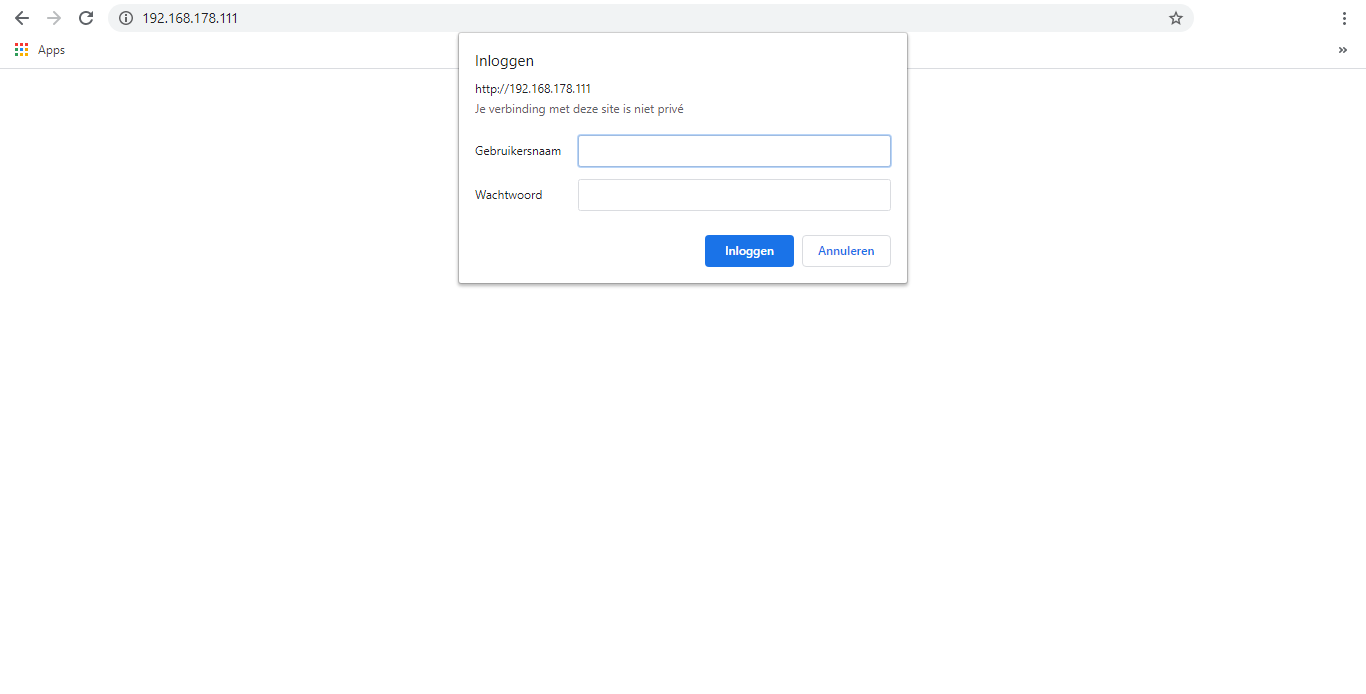 192.168.178.111
Apps
»
Inloggen
http://192.168.178.111
Je verbinding met deze site is niet privé
Gebruikersnaam
Wachtwoord
Inloggen Annuleren